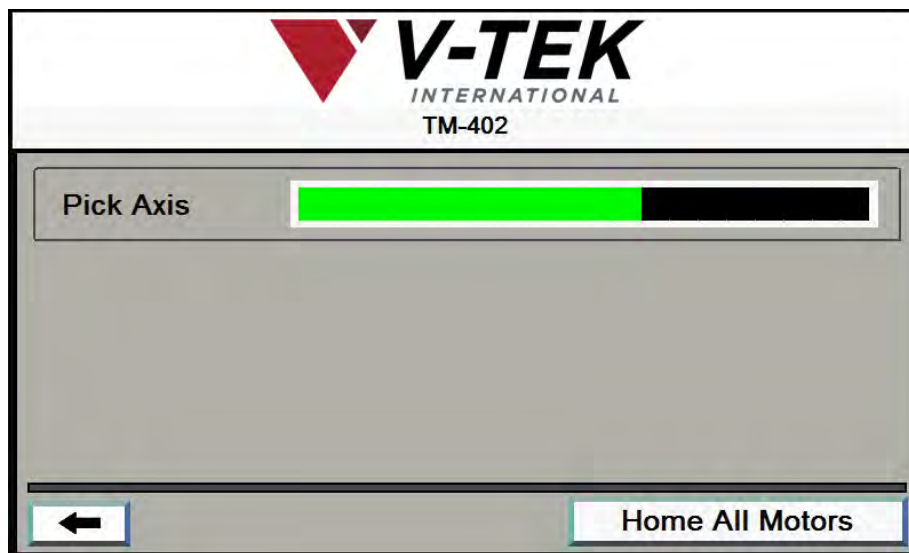 V-TEK
INTERNATIONAL
TM-402
Pick Axis
Home All Motors